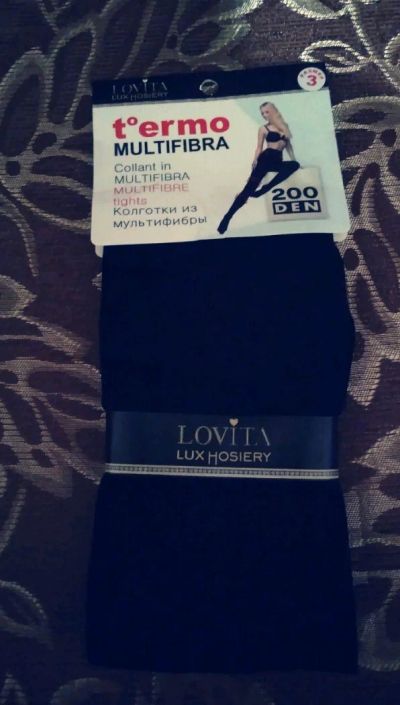 LOVITA
LUX HOSIERY
РАЗМЕР
3
t°ermo
MULTIFIBRA
Collant in
MULTIFIBRA
MULTIFIBRE
tights
Колготки из
мультифибры
200
DEN
LOVITA
LUX HOSIERY